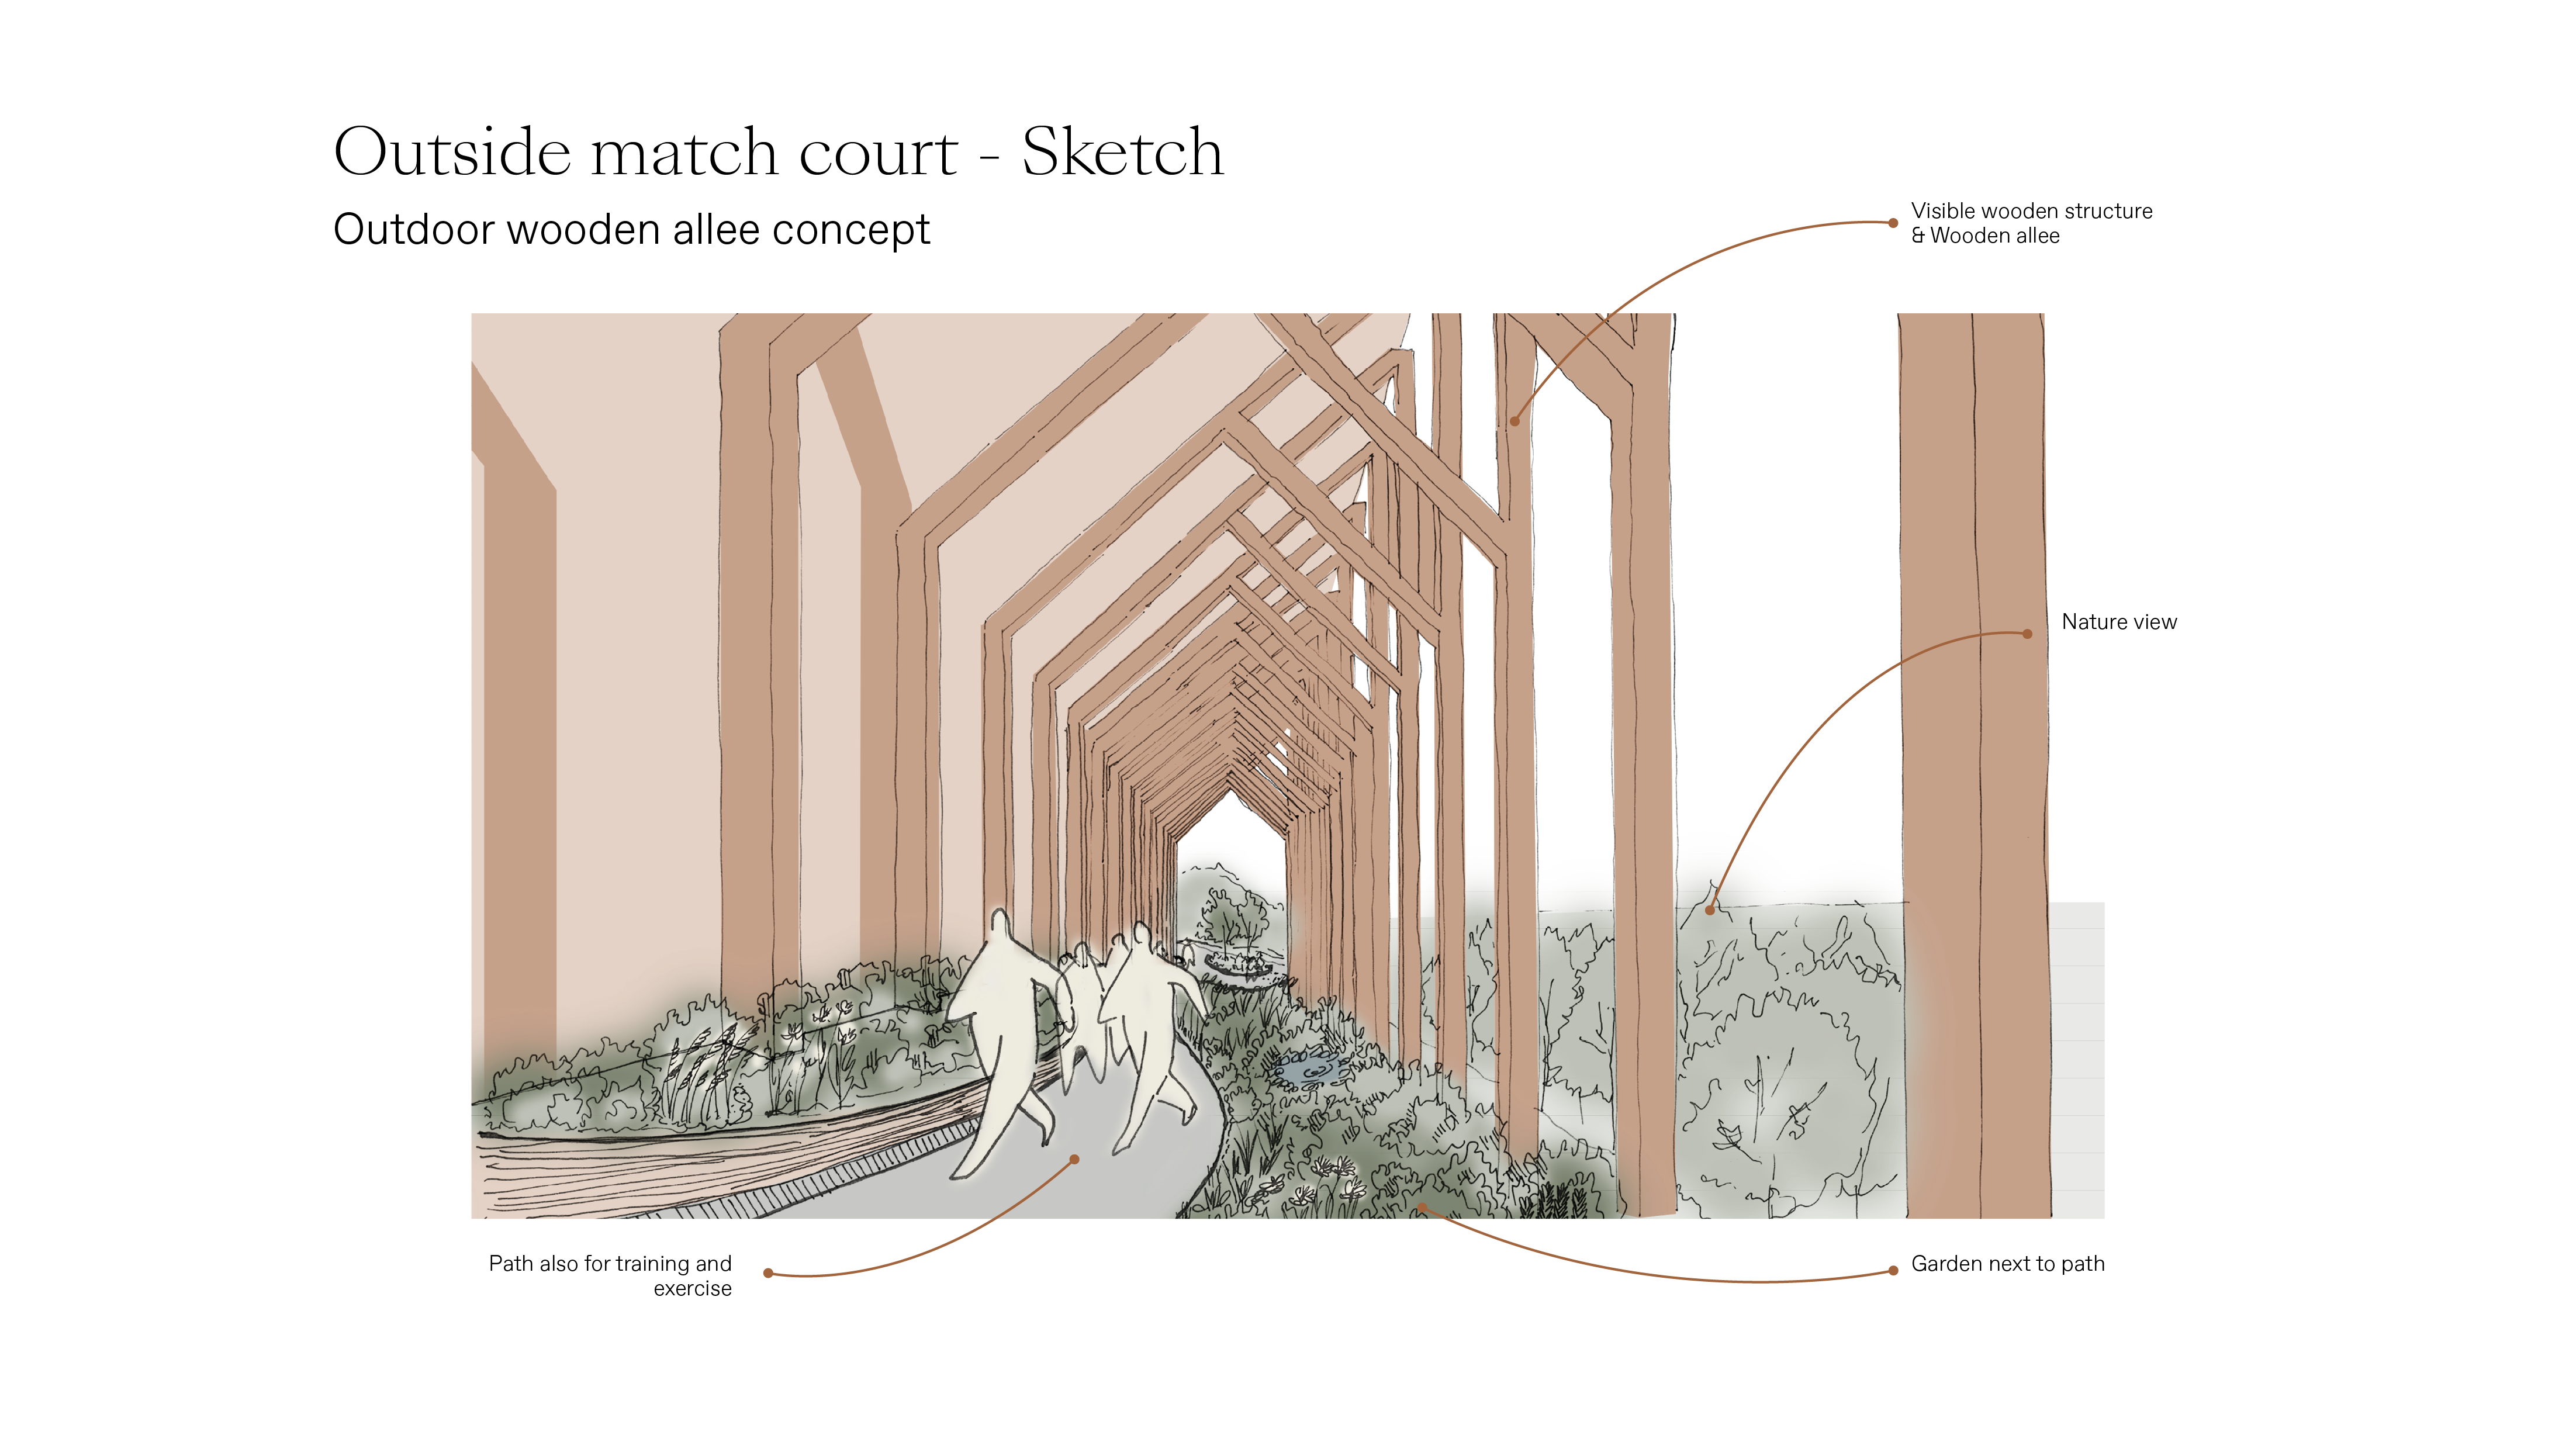 Outside match court - Sketch
Outdoor wooden allee concept
Visible wooden structure
& Wooden allee
Nature view
Path also for training and
exercise
Garden next to path